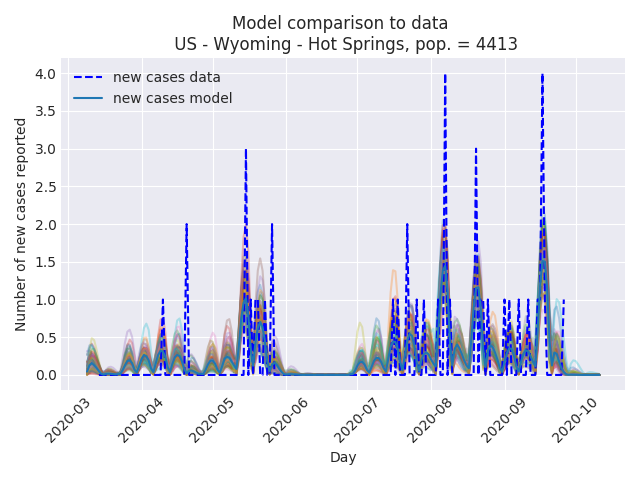 Model comparison to data
US - Wyoming - Hot Springs, pop. = 4413
new cases data
new cases model
Number of new cases reported
4.0
3.5
3.0
2.5
2.0
1.5
1.0
0.5
0.0
2020-03
2020-04
2020-05
2020-06
2020-07
2020-08
2020-09
2020-10
Day